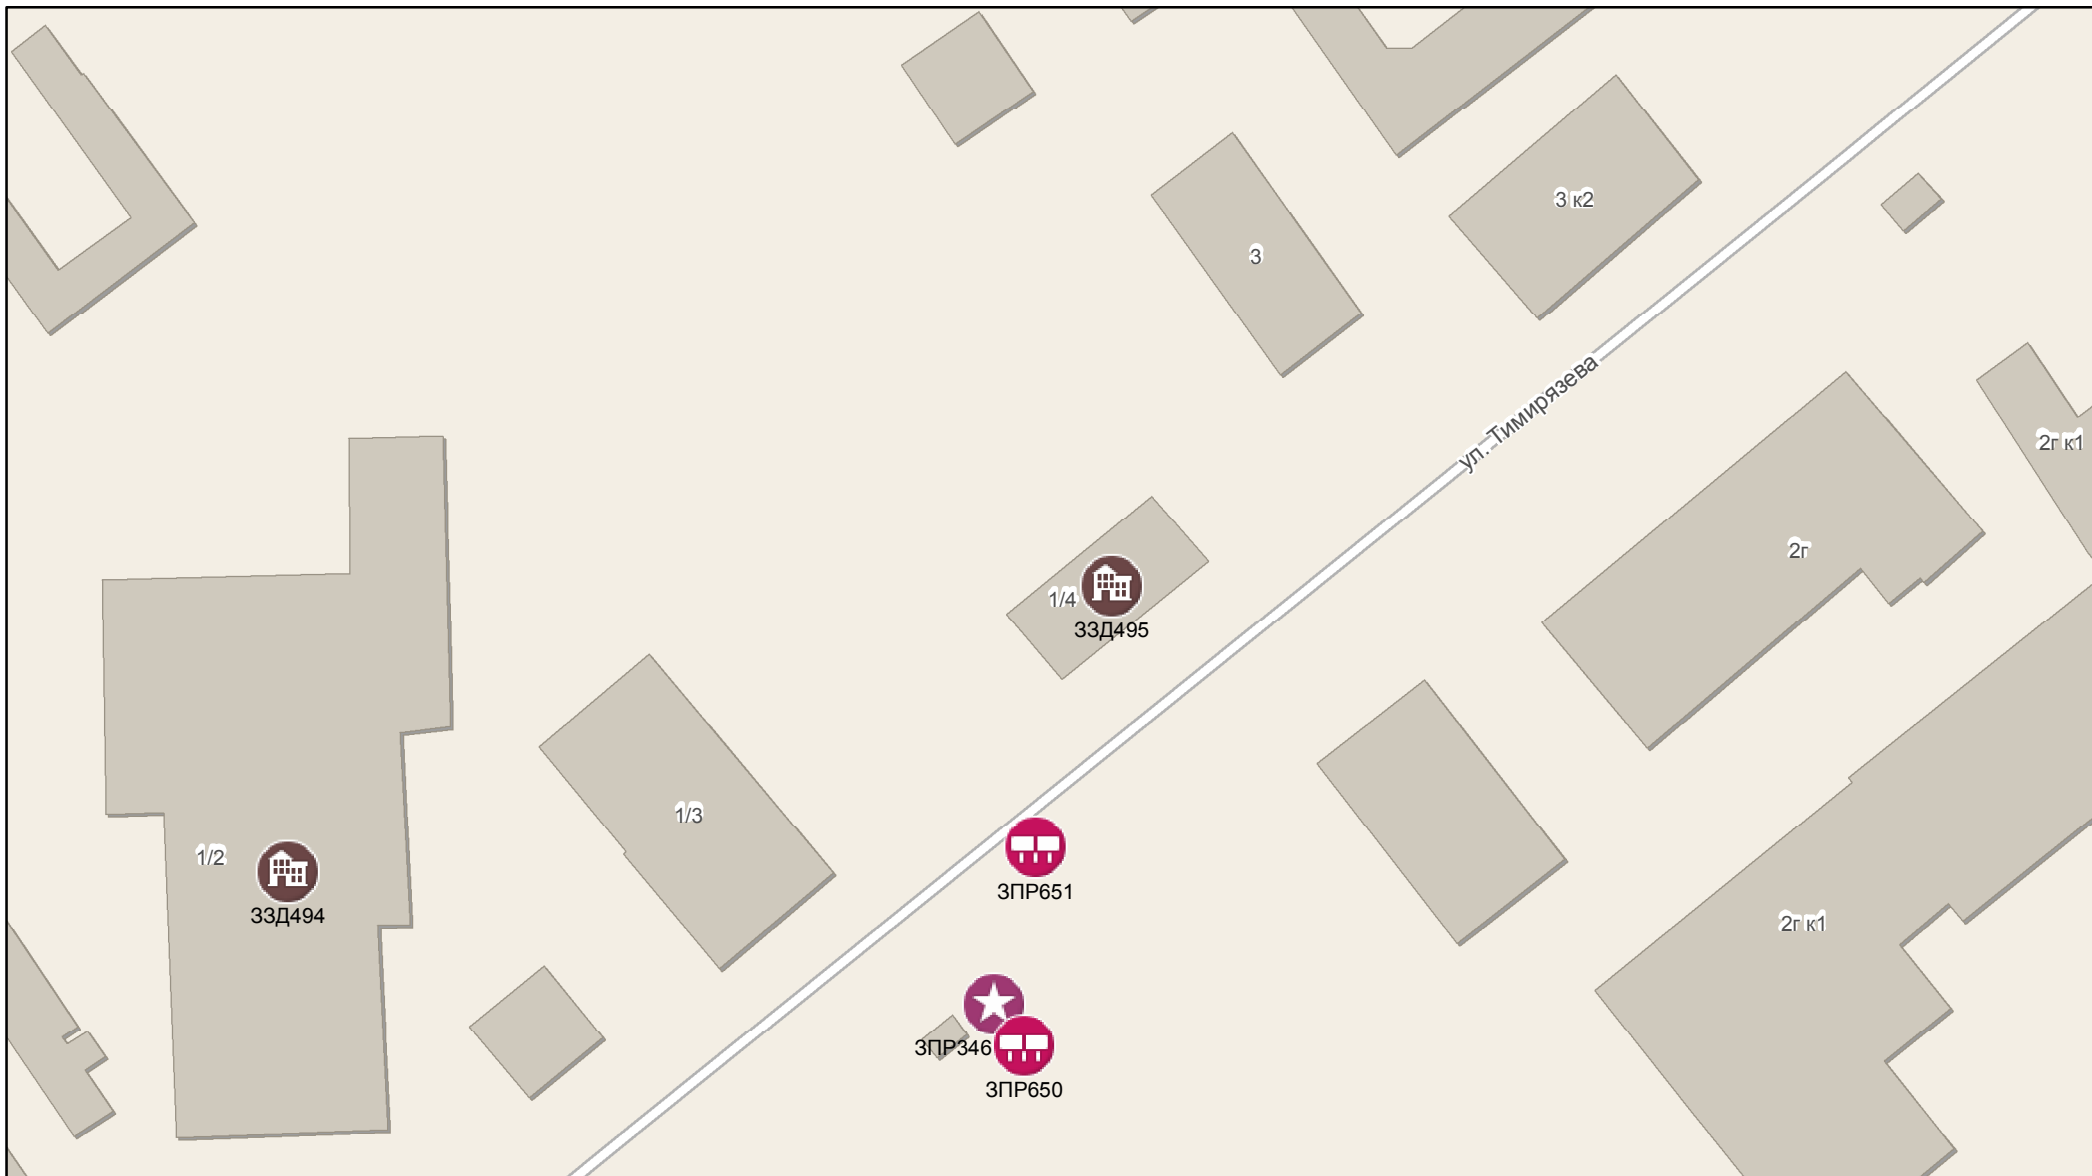 3 к2
3
ул. Тимирязева
2г к1
2г
1/4
ЗЗД495
1/3
1/2
ЗПР651
ЗЗД494
2г к1
ЗПР346
ЗПР650